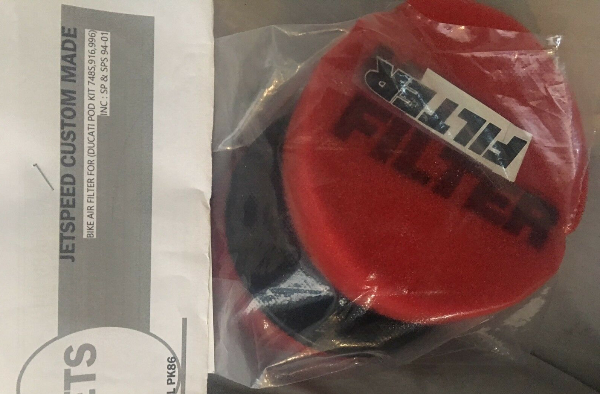 JETSPEED CUSTOM MADE
BIKE AIR FILTER FOR (DUCATI POD KIT 748S,916,996)
INC : SP & SPS 94-01
ETS
L PK86
FILTER
FILTER